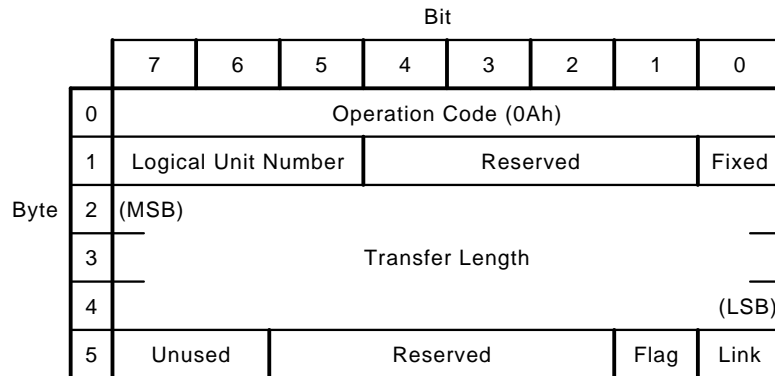 Bit
7 6 5 4 3 2 1 0
0 Operation Code (0Ah)
1 Logical Unit Number Reserved Fixed
Byte 2 (MSB)
3 Transfer Length
4 (LSB)
5 Unused Reserved Flag Link